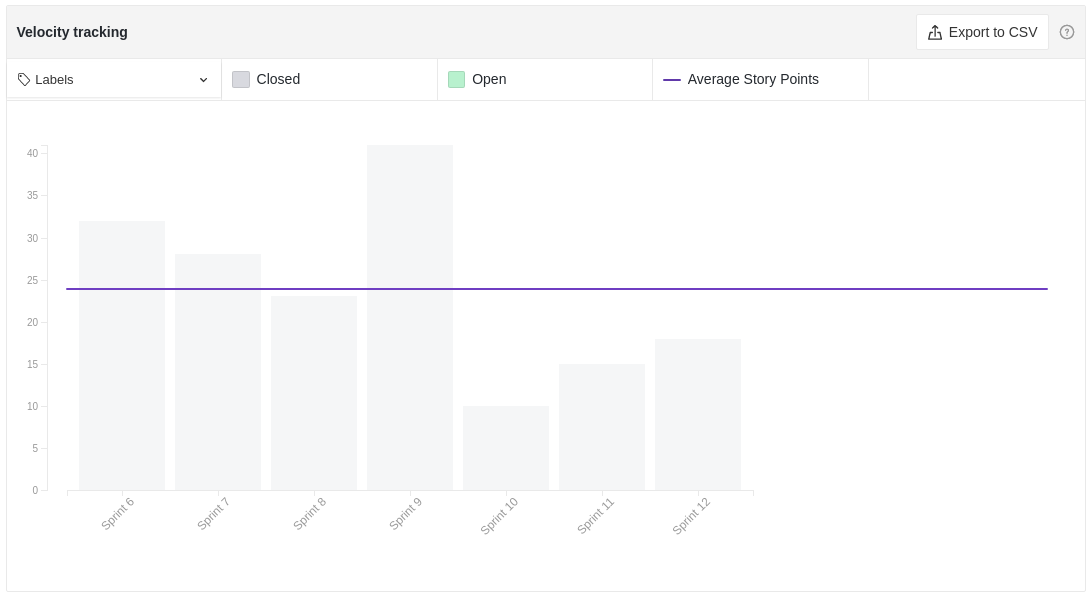 Velocity tracking
Export to CSV
Labels
Closed
Open
Average Story Points
40
35
30
25
20
15
10
5
0
Sprint 6
Sprint 7
Sprint 8
Sprint 9
Sprint 10
Sprint 11
Sprint 12